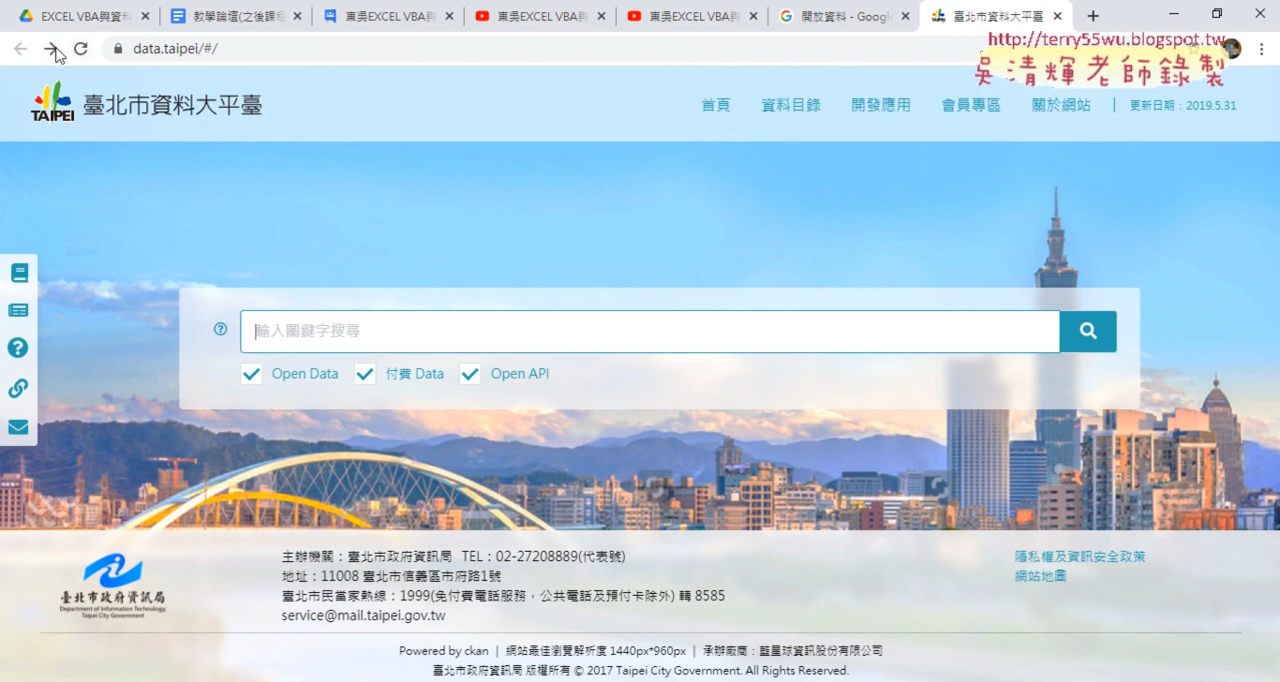 EXCEL VBA與資料
教學論壇(之後課程
東吳EXCEL VBA與
東吳EXCEL VBA與
東吳EXCEL VBA與
開放資料 - Google
臺北市資料大平臺
data.taipei/#/
http://terry55wu.blogspot.tw
吳清輝老師錄製
TAIPEI
臺北市資料大平臺
首頁
資料目錄
開發應用
會員專區
關於網站
更新日期：2019.5.31
輸入關鍵字搜尋
Open Data
付費 Data
Open API
臺北市政府資訊局
Department of Information Technology,
Taipei City Government
主辦機關：臺北市政府資訊局 TEL：02-27208889(代表號)
地址：11008 臺北市信義區市府路1號
臺北市民當家熱線：1999(免付費電話服務，公共電話及預付卡除外) 轉 8585
service@mail.taipei.gov.tw
隱私權及資訊安全政策
網站地圖
Powered by ckan | 網站最佳瀏覽解析度 1440px*960px | 承辦廠商：藍星球資訊股份有限公司
臺北市政府資訊局 版權所有 © 2017 Taipei City Government. All Rights Reserved.